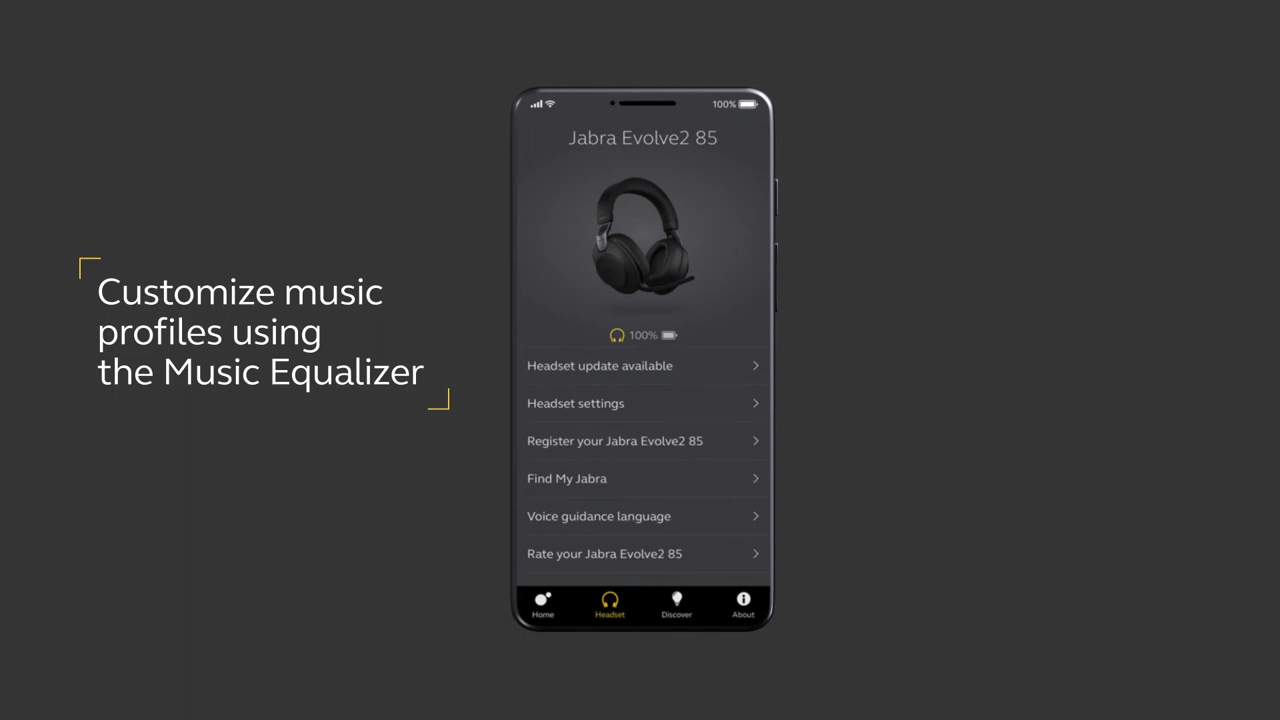 Customize music
profiles using
the Music Equalizer
100%
Jabra Evolve2 85
100%
Headset update available
Headset settings
Register your Jabra Evolve2 85
Find My Jabra
Voice guidance language
Rate your Jabra Evolve2 85
Home Headset Discover About